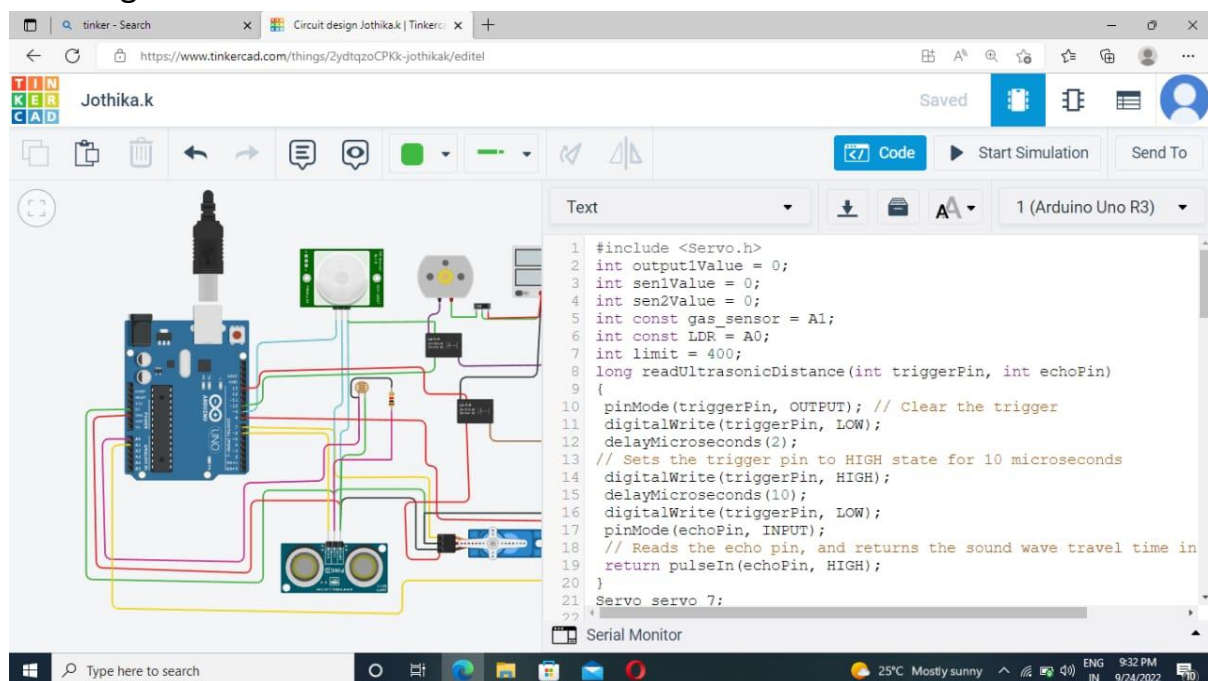 tinker - Search
Circuit design Jothika.k | Tinkerc
https://www.tinkercad.com/things/2ydtqzoCPKk-jothikak/editel
TIN
KER
CAD
Jothika.k
Saved
Code
Start Simulation
Send To
Text
1 (Arduino Uno R3)
1 #include <Servo.h>
2 int output1Value = 0;
3 int sen1Value = 0;
4 int sen2Value = 0;
5 int const gas_sensor = A1;
6 int const LDR = A0;
7 int limit = 400;
8 long readUltrasonicDistance(int triggerPin, int echoPin)
9 {
10 pinMode(triggerPin, OUTPUT); // Clear the trigger
11 digitalWrite(triggerPin, LOW);
12 delayMicroseconds(2);
13 // Sets the trigger pin to HIGH state for 10 microseconds
14 digitalWrite(triggerPin, HIGH);
15 delayMicroseconds(10);
16 digitalWrite(triggerPin, LOW);
17 pinMode(echoPin, INPUT);
18 // Reads the echo pin, and returns the sound wave travel time in
19 return pulseIn(echoPin, HIGH);
20 }
21 Servo servo_7;
22
UNO
ARDUINO
Serial Monitor
Type here to search
25°C Mostly sunny
ENG
IN
9:32 PM
9/24/2022